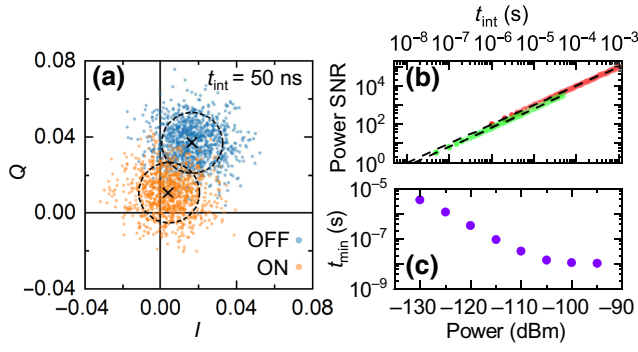 (a)
t_int = 50 ns
Q
0.08
0.04
0.00
−0.04
OFF
ON
−0.04 0.00 0.04 0.08
I
t_int (s)
10^−8 10^−7 10^−6 10^−5 10^−4 10^−3
(b)
Power SNR
10^4
10^2
10^0
(c)
t_min (s)
10^−5
10^−7
10^−9
−130 −120 −110 −100 −90
Power (dBm)